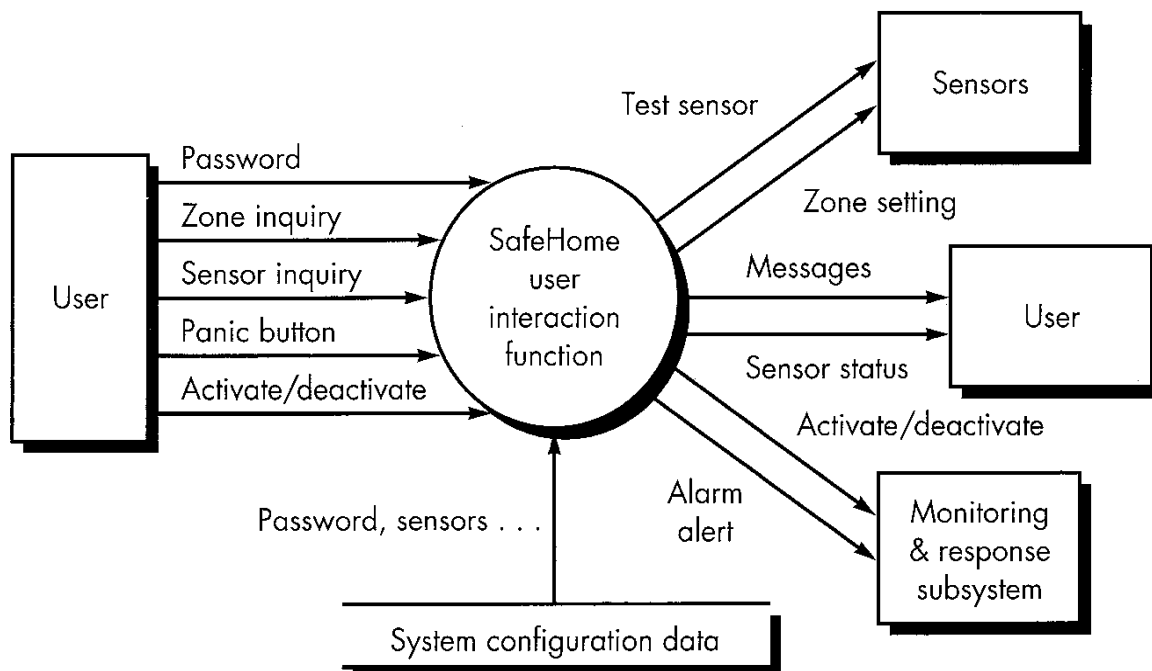 Sensors
Test sensor
Password
Zone setting
Zone inquiry
SafeHome
user
interaction
function
Messages
Sensor inquiry
User
User
Panic button
Sensor status
Activate/deactivate
Activate/deactivate
Alarm
alert
Monitoring
& response
subsystem
Password, sensors . . .
System configuration data